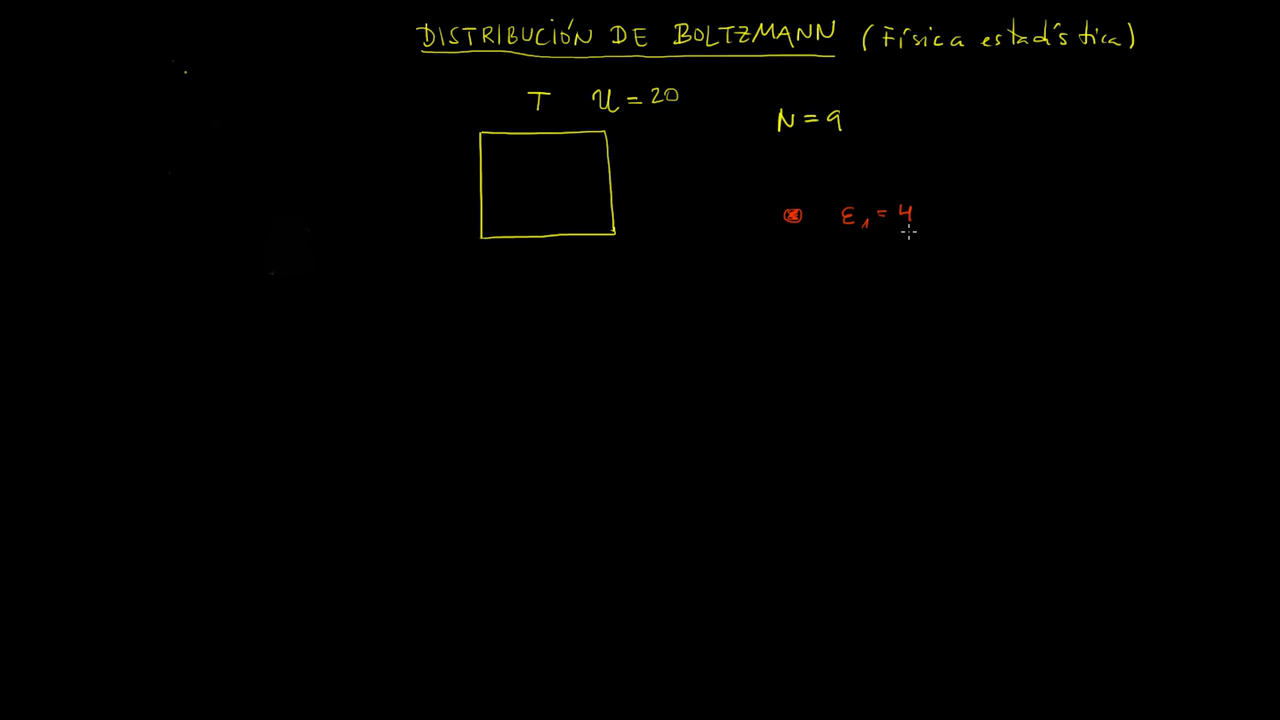 DISTRIBUCIÓN DE BOLTZMANN (Física estadística)
T U = 20
N = 9
ε₁ = 4